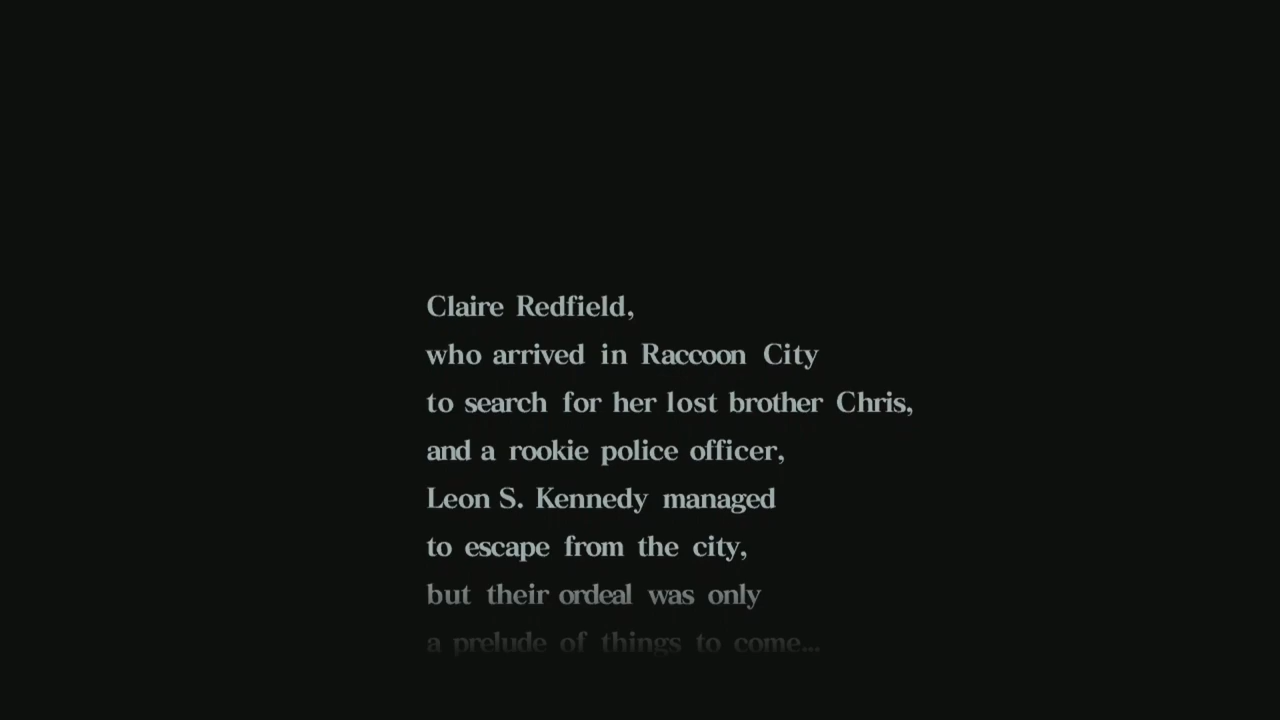 Claire Redfield,
who arrived in Raccoon City
to search for her lost brother Chris,
and a rookie police officer,
Leon S. Kennedy managed
to escape from the city,
but their ordeal was only
a prelude of things to come...